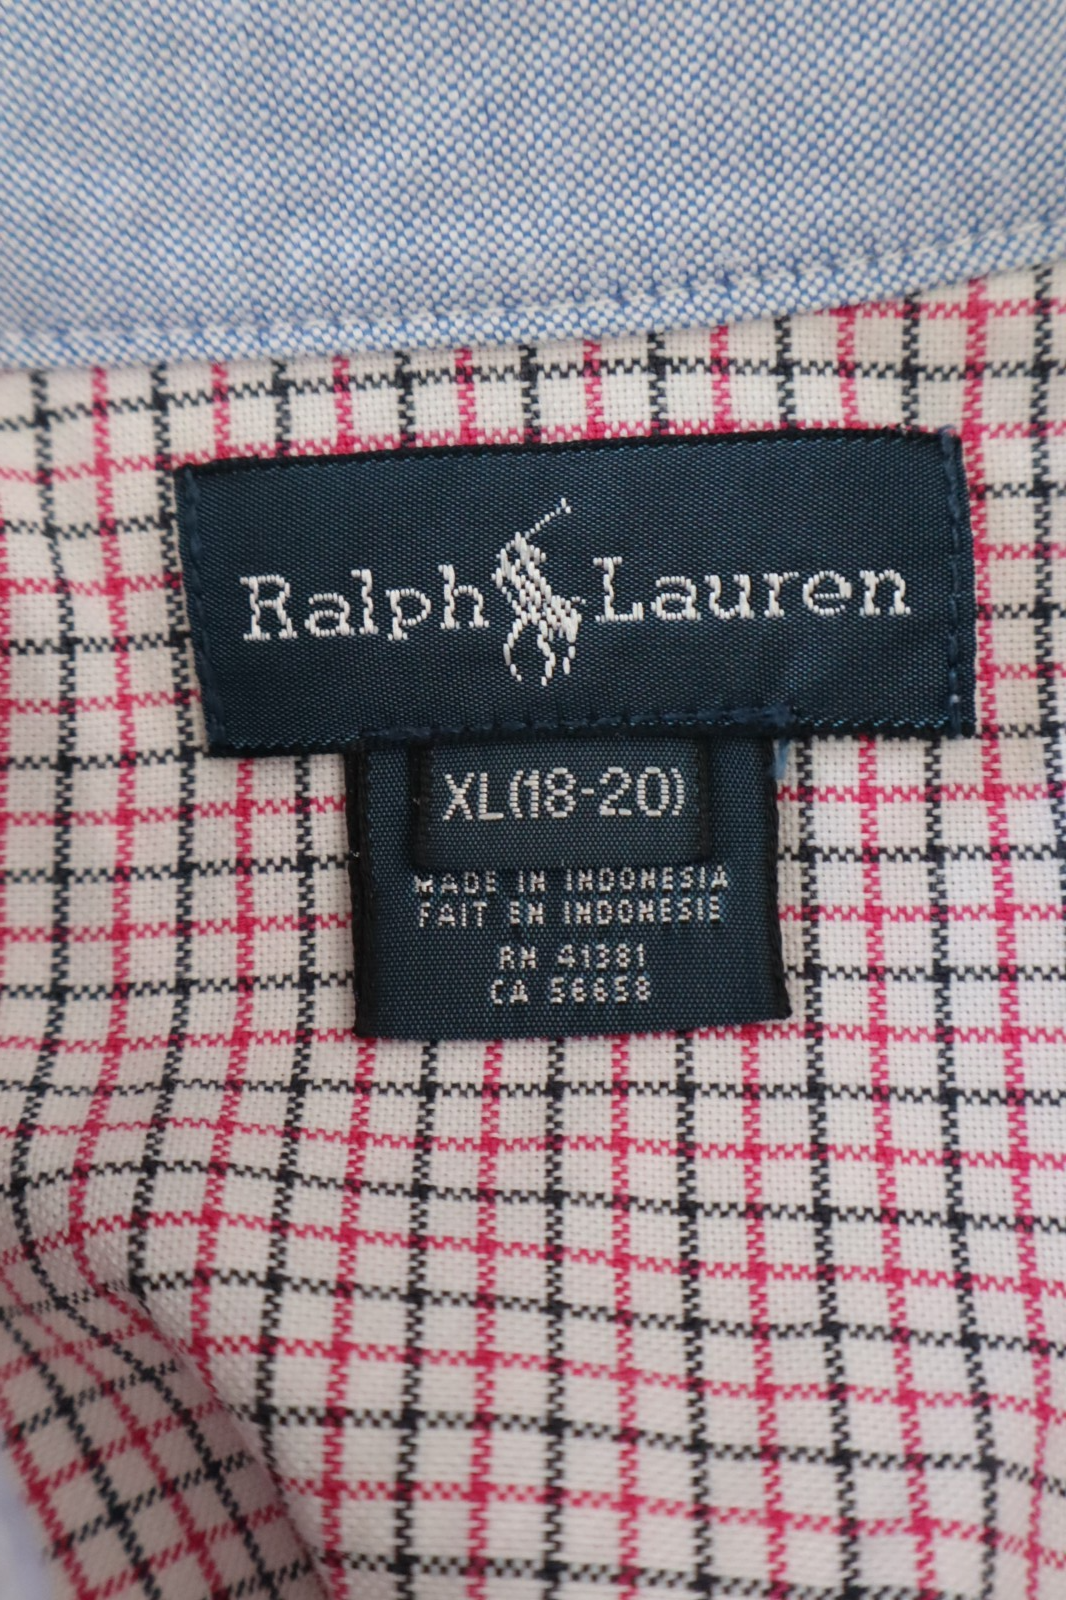 Ralph Lauren
XL(18-20)
MADE IN INDONESIA
FAIT EN INDONESIE
RN 41381
CA 56658